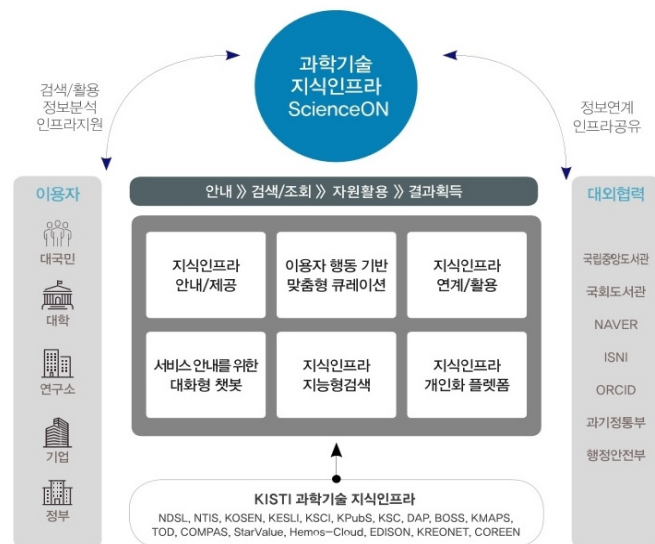 과학기술
지식인프라
ScienceON
검색/활용
정보분석
인프라지원
정보연계
인프라공유
이용자
대국민
대학
연구소
기업
정부
안내 》 검색/조회 》 자원활용 》 결과획득
지식인프라
안내/제공
이용자 행동 기반
맞춤형 큐레이션
지식인프라
연계/활용
서비스 안내를 위한
대화형 챗봇
지식인프라
지능형검색
지식인프라
개인화 플렛폼
대외협력
국립중앙도서관
국회도서관
NAVER
ISNI
ORCID
과기정통부
행정안전부
KISTI 과학기술 지식인프라
NDSL, NTIS, KOSEN, KESLI, KSCI, KPubS, KSC, DAP, BOSS, KMAPS,
TOD, COMPAS, StarValue, Hemos-Cloud, EDISON, KREONET, COREEN